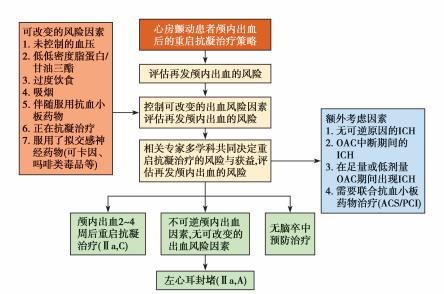 可改变的风险因素
1. 未控制的血压
2. 低低密度脂蛋白/
甘油三酯
3. 过度饮食
4. 吸烟
5. 伴随服用抗血小
板药物
6. 正在抗凝治疗
7. 服用了拟交感神
经药物(可卡因、
吗啡类毒品等)
心房颤动患者颅内出血
后的重启抗凝治疗策略
评估再发颅内出血的风险
控制可改变的出血风险因素
评估再发颅内出血的风险
相关专家多学科共同决定重
启抗凝治疗的风险与获益,评
估再发颅内出血的风险
额外考虑因素
1. 无可逆原因的ICH
2. OAC中断期间的
ICH
3. 在足量或低剂量
OAC期间出现ICH
4. 需要联合抗血小板
药物治疗(ACS/PCI)
颅内出血2~4
周后重启抗凝
治疗(Ⅱa,C)
不可逆颅内出血
因素,无可改变的
出血风险因素
无脑卒中
预防治疗
左心耳封堵(Ⅱa,A)